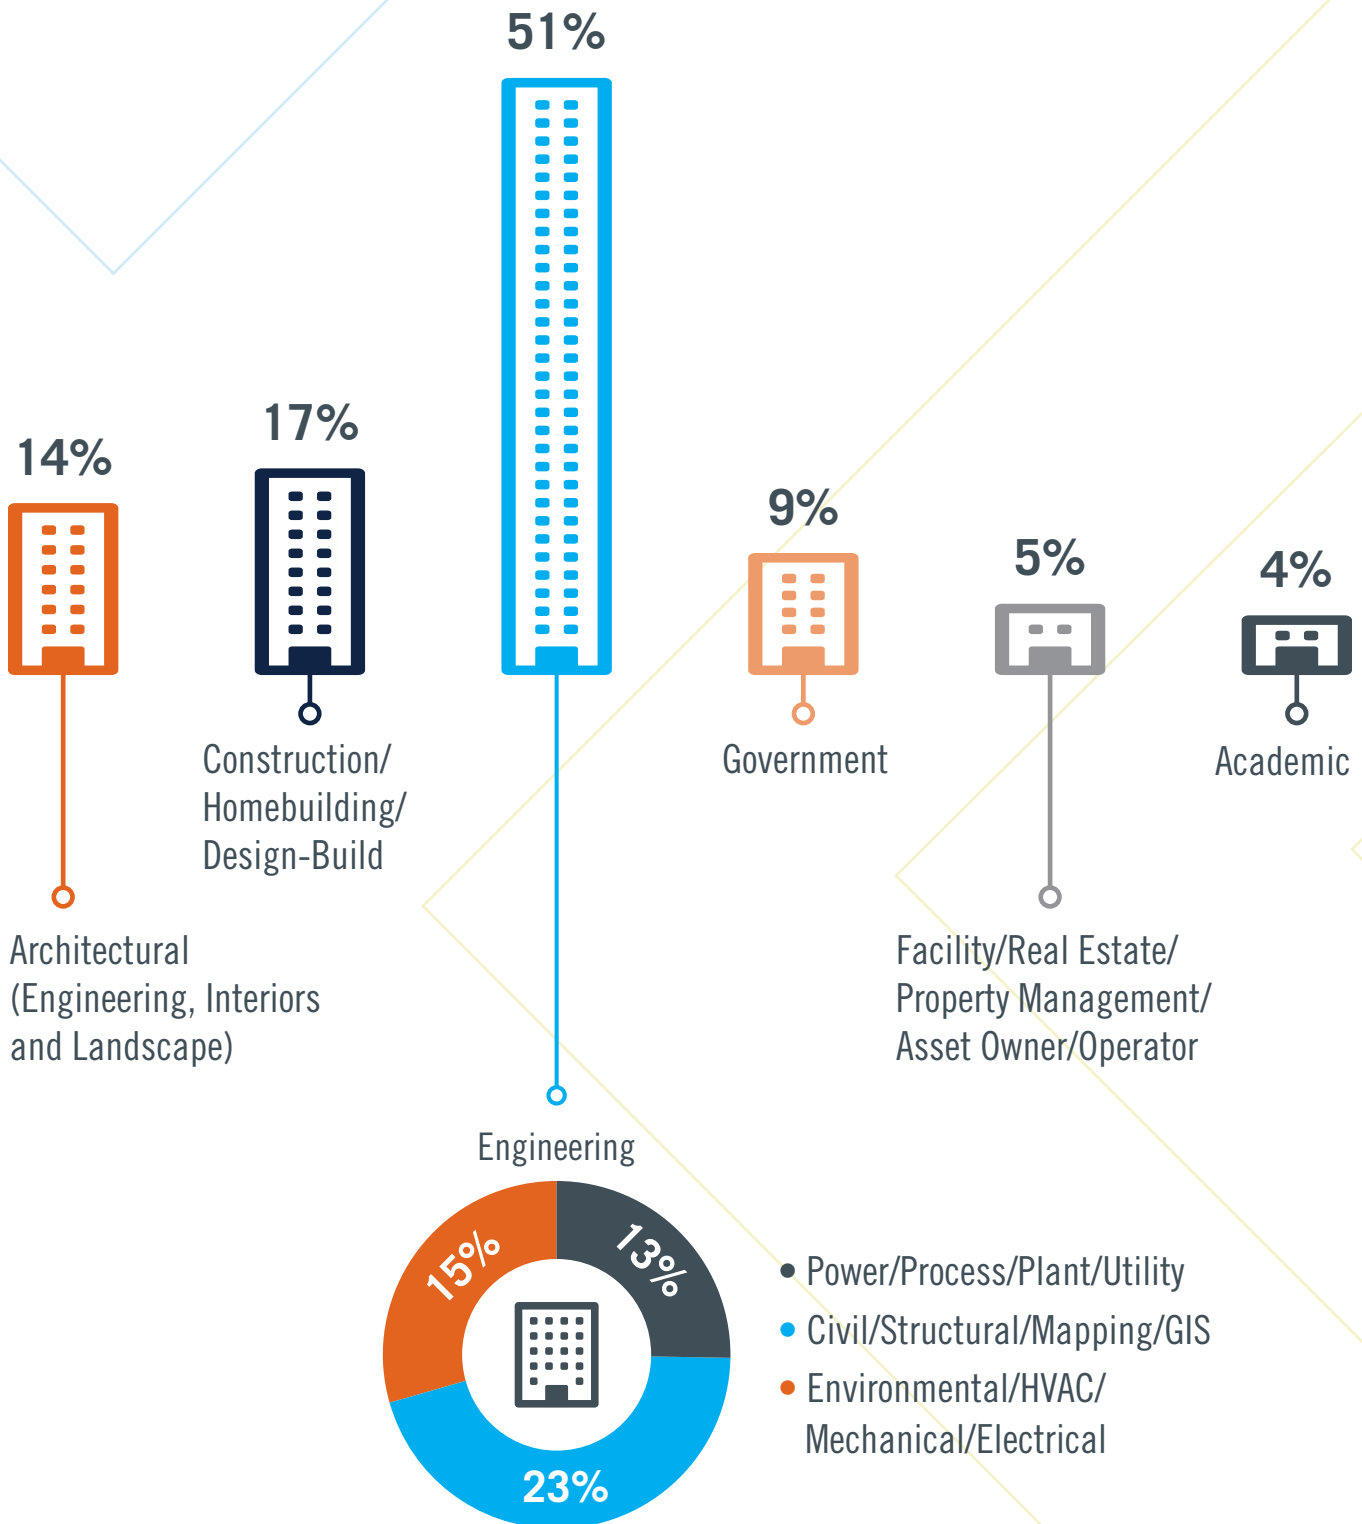 51%
17%
14%
9%
5%
4%
Construction/
Homebuilding/
Design-Build
Government
Academic
Architectural
(Engineering, Interiors
and Landscape)
Facility/Real Estate/
Property Management/
Asset Owner/Operator
Engineering
15%
13%
23%
Power/Process/Plant/Utility
Civil/Structural/Mapping/GIS
Environmental/HVAC/
Mechanical/Electrical